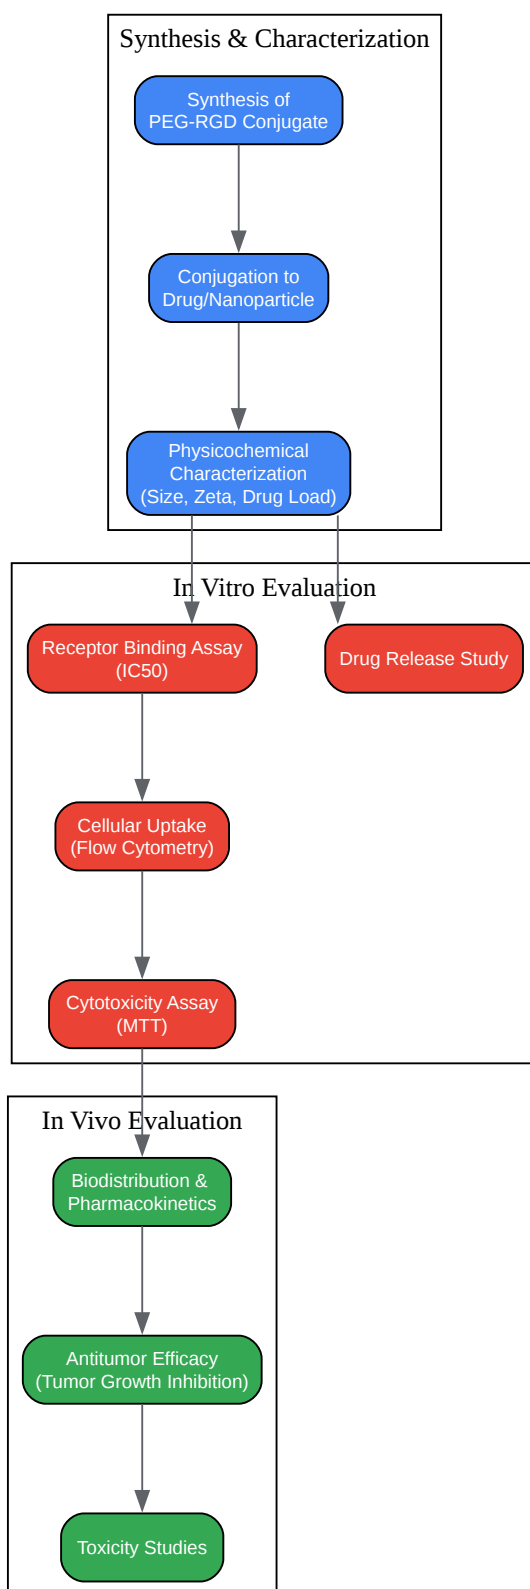 Synthesis & Characterization
Synthesis of
PEG-RGD Conjugate
Conjugation to
Drug/Nanoparticle
Physicochemical
Characterization
(Size, Zeta, Drug Load)
In Vitro Evaluation
Receptor Binding Assay
(IC50)
Drug Release Study
Cellular Uptake
(Flow Cytometry)
Cytotoxicity Assay
(MTT)
In Vivo Evaluation
Biodistribution &
Pharmacokinetics
Antitumor Efficacy
(Tumor Growth Inhibition)
Toxicity Studies